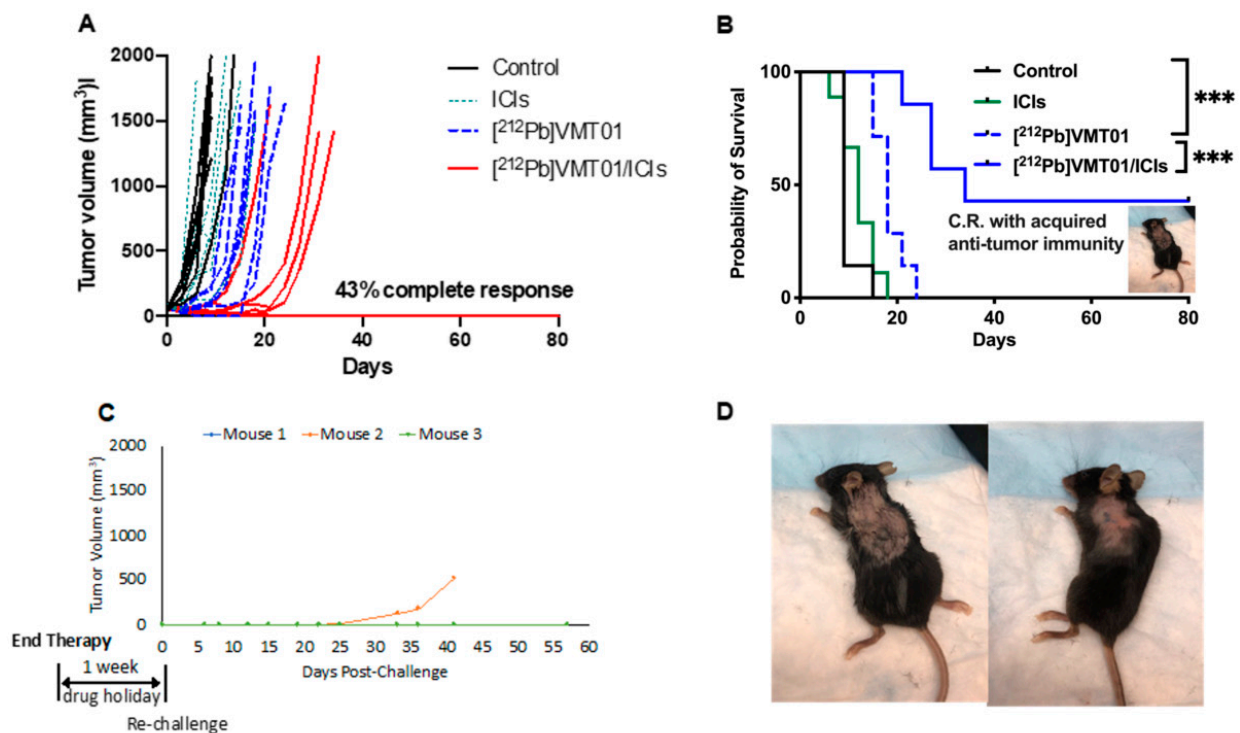 A
2000
1500
1000
500
0
Tumor volume (mm³)l
0 20 40 60 80
Days
Control
ICIs
[²¹²Pb]VMT01
[²¹²Pb]VMT01/ICIs
43% complete response
B
100
50
0
Probability of Survival
0 20 40 60 80
Days
Control
ICIs
[²¹²Pb]VMT01
[²¹²Pb]VMT01/ICIs
***
***
C.R. with acquired
anti-tumor immunity
C
Mouse 1 Mouse 2 Mouse 3
2000
1500
1000
500
0
Tumor Volume (mm³)
0 5 10 15 20 25 30 35 40 45 50 55 60
Days Post-Challenge
End Therapy
1 week
drug holiday
Re-challenge
D